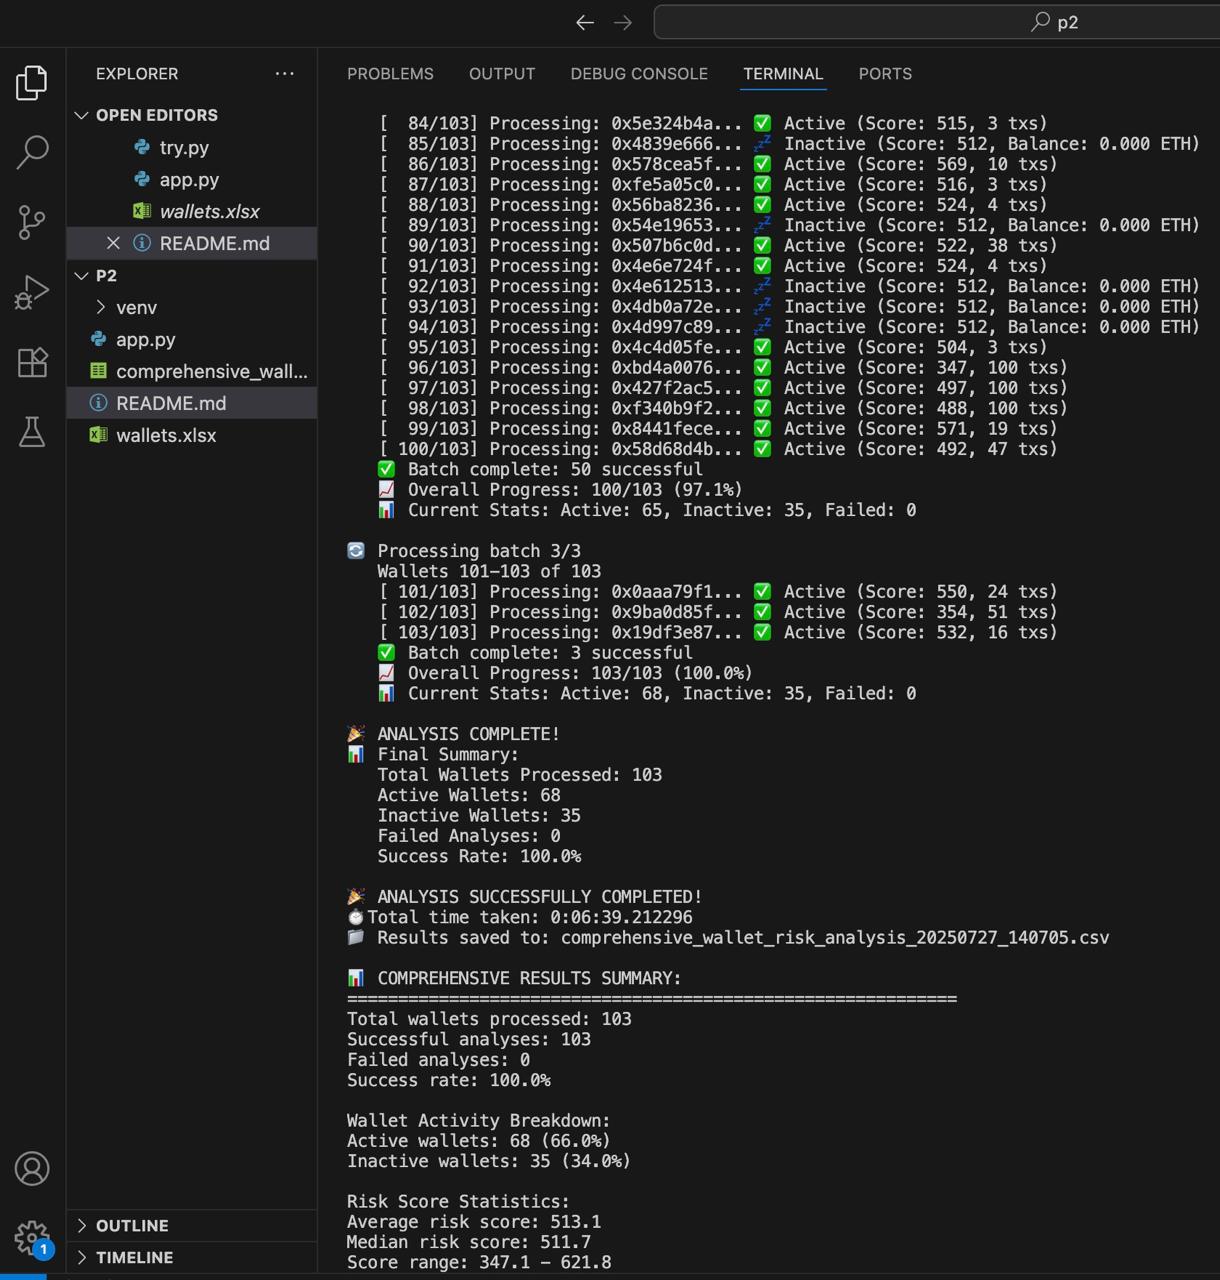 p2
EXPLORER ...
OPEN EDITORS
try.py
app.py
wallets.xlsx
README.md
P2
venv
app.py
comprehensive_wall...
README.md
wallets.xlsx
OUTLINE
TIMELINE
1
PROBLEMS OUTPUT DEBUG CONSOLE TERMINAL PORTS
[ 84/103] Processing: 0x5e324b4a... ✅ Active (Score: 515, 3 txs)
[ 85/103] Processing: 0x4839e666... 💤 Inactive (Score: 512, Balance: 0.000 ETH)
[ 86/103] Processing: 0x578cea5f... ✅ Active (Score: 569, 10 txs)
[ 87/103] Processing: 0xfe5a05c0... ✅ Active (Score: 516, 3 txs)
[ 88/103] Processing: 0x56ba8236... ✅ Active (Score: 524, 4 txs)
[ 89/103] Processing: 0x54e19653... 💤 Inactive (Score: 512, Balance: 0.000 ETH)
[ 90/103] Processing: 0x507b6c0d... ✅ Active (Score: 522, 38 txs)
[ 91/103] Processing: 0x4e6e724f... ✅ Active (Score: 524, 4 txs)
[ 92/103] Processing: 0x4e612513... 💤 Inactive (Score: 512, Balance: 0.000 ETH)
[ 93/103] Processing: 0x4db0a72e... 💤 Inactive (Score: 512, Balance: 0.000 ETH)
[ 94/103] Processing: 0x4d997c89... 💤 Inactive (Score: 512, Balance: 0.000 ETH)
[ 95/103] Processing: 0x4c4d05fe... ✅ Active (Score: 504, 3 txs)
[ 96/103] Processing: 0xbd4a0076... ✅ Active (Score: 347, 100 txs)
[ 97/103] Processing: 0x427f2ac5... ✅ Active (Score: 497, 100 txs)
[ 98/103] Processing: 0xf340b9f2... ✅ Active (Score: 488, 100 txs)
[ 99/103] Processing: 0x8441fece... ✅ Active (Score: 571, 19 txs)
[ 100/103] Processing: 0x58d68d4b... ✅ Active (Score: 492, 47 txs)
✅ Batch complete: 50 successful
📈 Overall Progress: 100/103 (97.1%)
📊 Current Stats: Active: 65, Inactive: 35, Failed: 0
🔄 Processing batch 3/3
Wallets 101-103 of 103
[ 101/103] Processing: 0x0aaa79f1... ✅ Active (Score: 550, 24 txs)
[ 102/103] Processing: 0x9ba0d85f... ✅ Active (Score: 354, 51 txs)
[ 103/103] Processing: 0x19df3e87... ✅ Active (Score: 532, 16 txs)
✅ Batch complete: 3 successful
📈 Overall Progress: 103/103 (100.0%)
📊 Current Stats: Active: 68, Inactive: 35, Failed: 0
🎉 ANALYSIS COMPLETE!
📊 Final Summary:
Total Wallets Processed: 103
Active Wallets: 68
Inactive Wallets: 35
Failed Analyses: 0
Success Rate: 100.0%
🎉 ANALYSIS SUCCESSFULLY COMPLETED!
⏱️Total time taken: 0:06:39.212296
📁 Results saved to: comprehensive_wallet_risk_analysis_20250727_140705.csv
📊 COMPREHENSIVE RESULTS SUMMARY:
============================================================
Total wallets processed: 103
Successful analyses: 103
Failed analyses: 0
Success rate: 100.0%
Wallet Activity Breakdown:
Active wallets: 68 (66.0%)
Inactive wallets: 35 (34.0%)
Risk Score Statistics:
Average risk score: 513.1
Median risk score: 511.7
Score range: 347.1 - 621.8